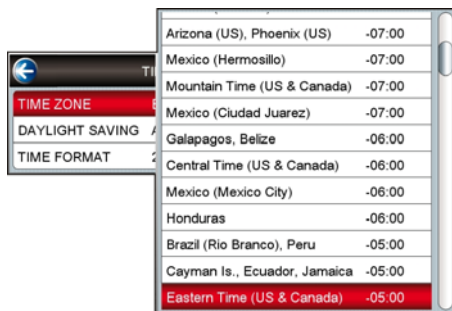 TI
TIME ZONE E
DAYLIGHT SAVING A
TIME FORMAT 2
Arizona (US), Phoenix (US) -07:00
Mexico (Hermosillo) -07:00
Mountain Time (US & Canada) -07:00
Mexico (Ciudad Juarez) -07:00
Galapagos, Belize -06:00
Central Time (US & Canada) -06:00
Mexico (Mexico City) -06:00
Honduras -06:00
Brazil (Rio Branco), Peru -05:00
Cayman Is., Ecuador, Jamaica -05:00
Eastern Time (US & Canada) -05:00